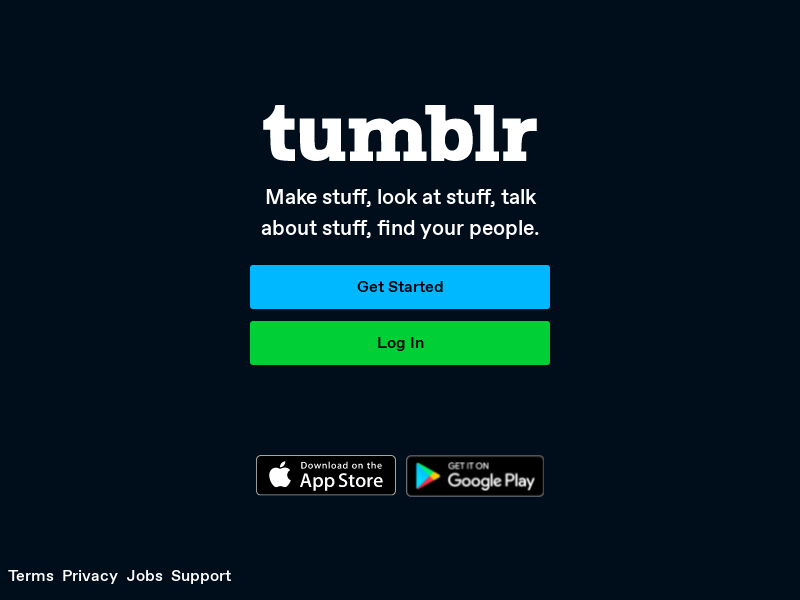 tumblr
Make stuff, look at stuff, talk
about stuff, find your people.
Get Started
Log In
Download on the
App Store
GET IT ON
Google Play
Terms Privacy Jobs Support